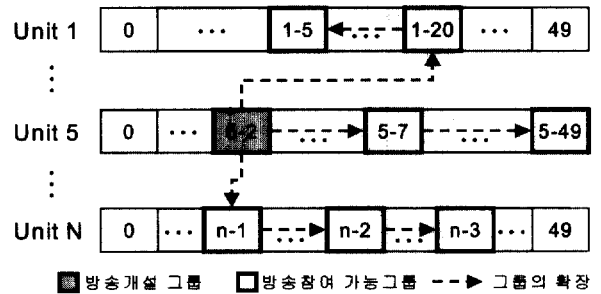 Unit 1 0 ... 1-5 ... 1-20 ... 49
Unit 5 0 ... 5-2 ... 5-7 ... 5-49
Unit N 0 ... n-1 ... n-2 ... n-3 ... 49
방송개설 그룹 방송참여 가능그룹 그룹의 확장